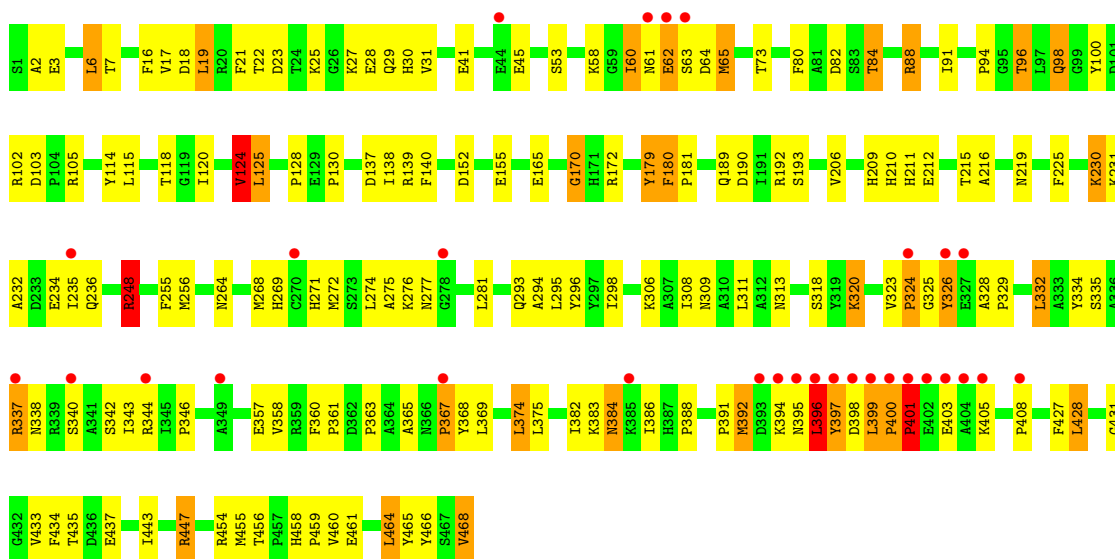 S1 A2 E3 L6 T7 F16 V17 D18 L19 R20 F21 T22 D23 T24 K25 G26 K27 E28 Q29 H30 V31 E41 E44 E45 S53 K58 G59 I60 N61 E62 S63 D64 M65 T73 F80 A81 D82 S83 T84 R88 I91 P94 G95 T96 L97 Q98 G99 Y100 D101
R102 D103 P104 R105 Y114 L115 T118 G119 I120 V124 L125 P128 E129 P130 D137 I138 R139 F140 D152 E155 E165 G170 H171 R172 Y179 F180 P181 Q189 D190 I191 R192 S193 V206 H209 H210 H211 E212 T215 A216 N219 F225 K230 K231
A232 D233 E234 I235 Q236 R248 F255 M256 N264 M268 H269 C270 H271 M272 S273 L274 A275 K276 N277 G278 L281 Q293 A294 L295 Y296 Y297 I298 K306 A307 I308 N309 A310 L311 A312 N313 S318 Y319 K320 V323 P324 G325 Y326 E327 A328 P329 L332 A333 Y334 S335 A336
R337 N338 R339 S340 A341 S342 I343 R344 I345 P346 A349 E357 V358 R359 F360 P361 D362 P363 A364 A365 N366 P367 Y368 L369 L374 L375 I382 K383 N384 K385 I386 H387 P388 P391 M392 D393 K394 N395 L396 Y397 D398 L399 P400 P401 E402 E403 A404 K405 P408 F427 L428 G431
G432 V433 F434 T435 D436 E437 I443 R447 R454 M455 T456 P457 H458 P459 V460 E461 L464 Y465 Y466 S467 V468